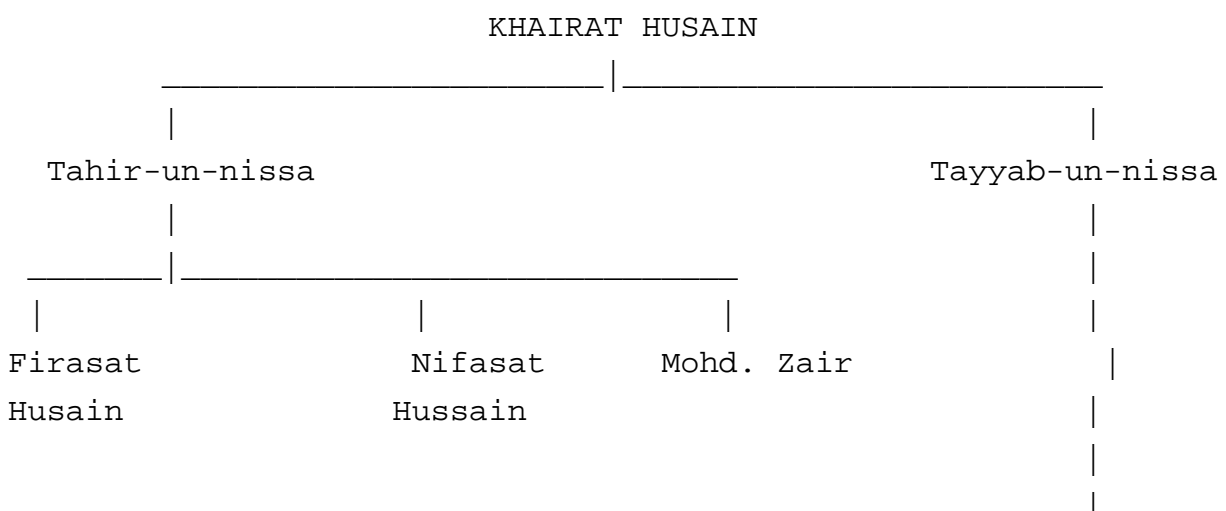 KHAIRAT HUSAIN
Tahir-un-nissa Tayyab-un-nissa
Firasat Nifasat Mohd. Zair
Husain Hussain